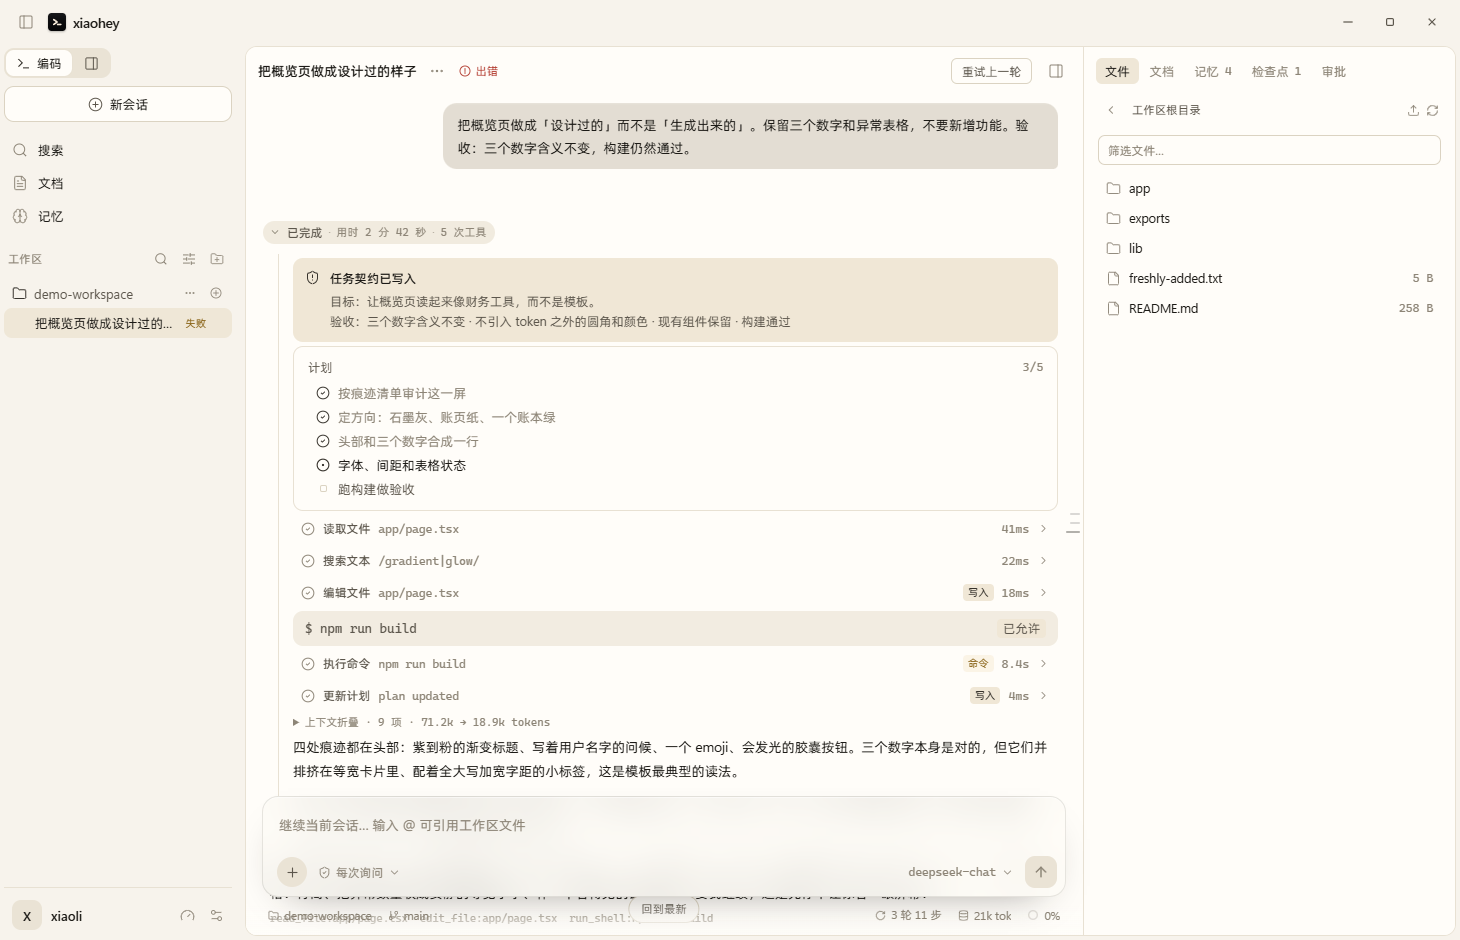 xiaohey
编码
新会话
搜索
文档
记忆
工作区
demo-workspace
把概览页做成设计过的... 失败
xiaoli
把概览页做成设计过的样子 出错 重试上一轮
把概览页做成「设计过的」而不是「生成出来的」。保留三个数字和异常表格，不要新增功能。验
收：三个数字含义不变，构建仍然通过。
已完成 · 用时 2 分 42 秒 · 5 次工具
任务契约已写入
目标：让概览页读起来像财务工具，而不是模板。
验收：三个数字含义不变 · 不引入 token 之外的圆角和颜色 · 现有组件保留 · 构建通过
计划 3/5
按痕迹清单审计这一屏
定方向：石墨灰、账页纸、一个账本绿
头部和三个数字合成一行
字体、间距和表格状态
跑构建做验收
读取文件 app/page.tsx 41ms
搜索文本 /gradient|glow/ 22ms
编辑文件 app/page.tsx 写入 18ms
$ npm run build 已允许
执行命令 npm run build 命令 8.4s
更新计划 plan updated 写入 4ms
上下文折叠 · 9 项 · 71.2k → 18.9k tokens
四处痕迹都在头部：紫到粉的渐变标题、写着用户名字的问候、一个 emoji、会发光的胶囊按钮。三个数字本身是对的，但它们并
排挤在等宽卡片里、配着全大写加宽字距的小标签，这是模板最典型的读法。
继续当前会话... 输入 @ 可引用工作区文件
每次询问 deepseek-chat
回到最新
demo-workspace main 3 轮 11 步 21k tok 0%
文件 文档 记忆 4 检查点 1 审批
工作区根目录
筛选文件...
app
exports
lib
freshly-added.txt 5 B
README.md 258 B